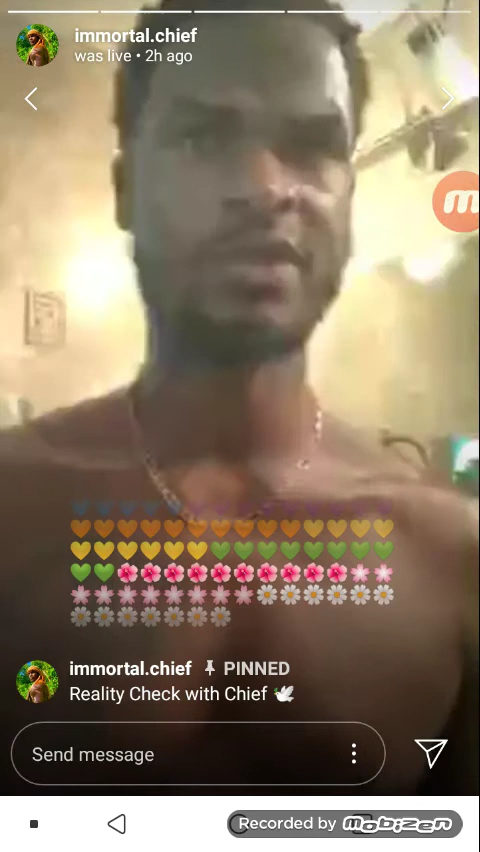 immortal.chief
was live • 2h ago
m
immortal.chief PINNED
Reality Check with Chief 🕊️
Send message
Recorded by mobizen